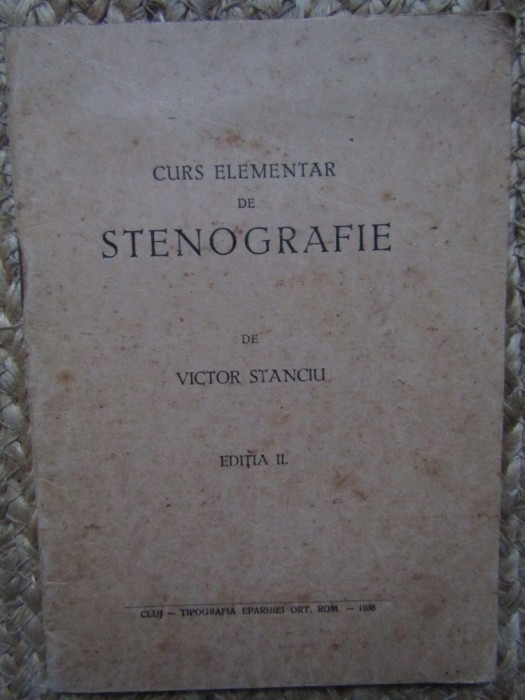 CURS ELEMENTAR
DE
STENOGRAFIE
DE
VICTOR STANCIU
EDIȚIA II.
CLUJ — TIPOGRAFIA EPARHIEI ORT. ROM. — 1938